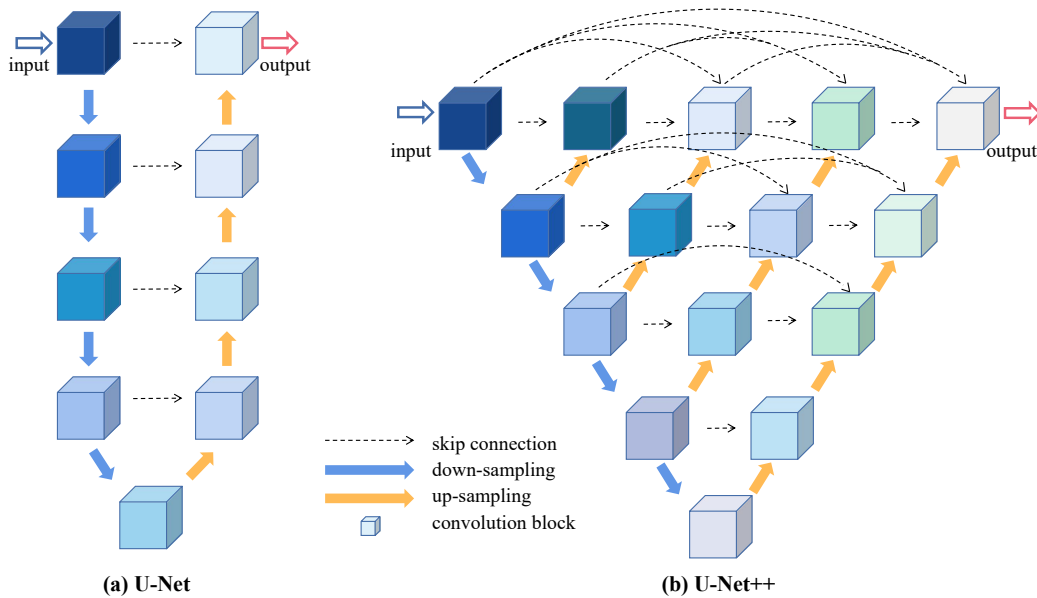 input
output
input
output
skip connection
down-sampling
up-sampling
convolution block
(a) U-Net
(b) U-Net++